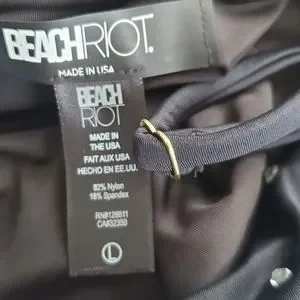 BEACHRIOT.
MADE IN USA
BEACH
RIOT
MADE IN
THE USA
FAIT AUX USA
HECHO EN EE.UU.
82% Nylon
18% Spandex
RN#128811
CA#32350
L